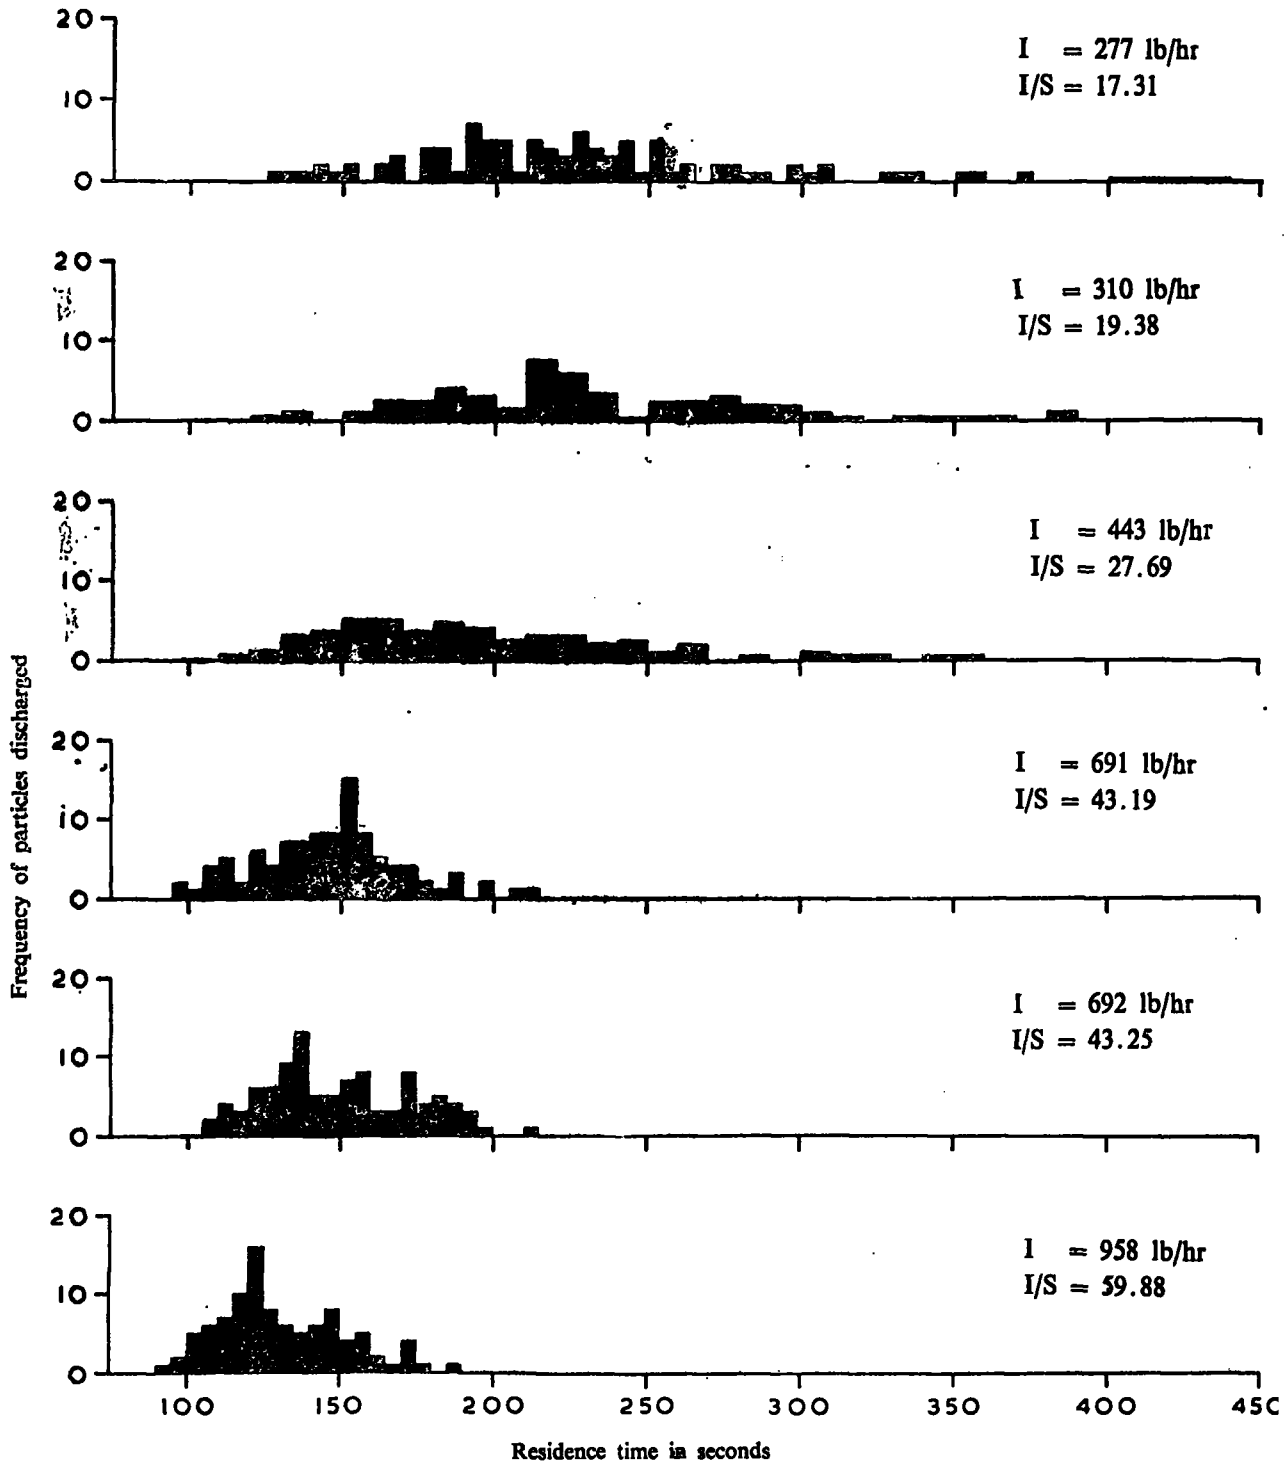 20
I = 277 lb/hr
I/S = 17.31
10
0
20
I = 310 lb/hr
I/S = 19.38
10
0
20
I = 443 lb/hr
I/S = 27.69
10
0
Frequency of particles discharged
20
I = 691 lb/hr
I/S = 43.19
10
0
20
I = 692 lb/hr
I/S = 43.25
10
0
20
I = 958 lb/hr
I/S = 59.88
10
0
100 150 200 250 300 350 400 450
Residence time in seconds